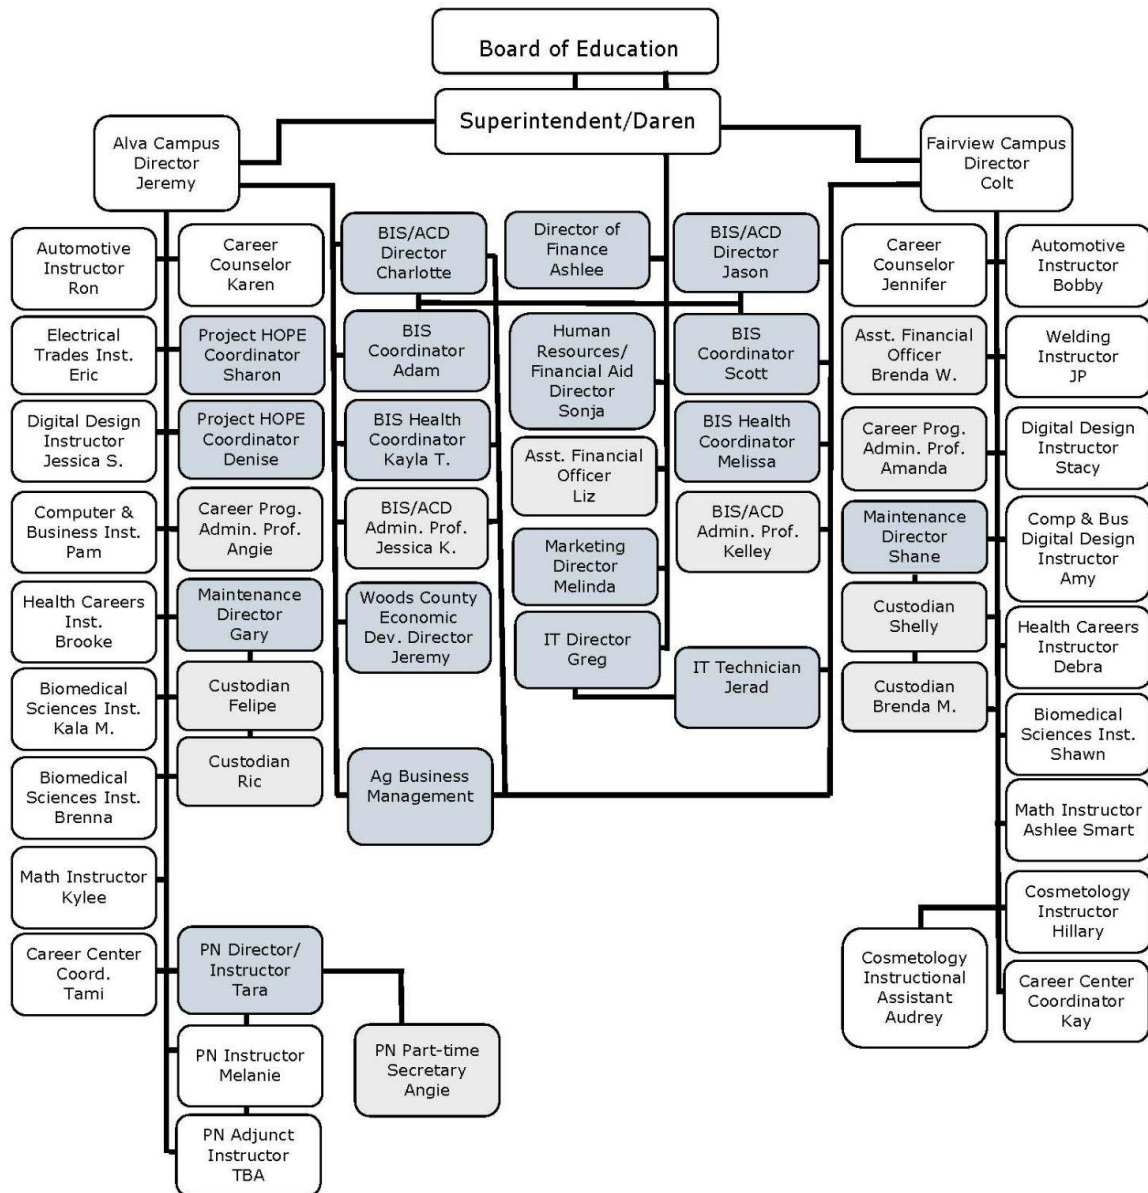 Board of Education
Superintendent/Daren
Alva Campus
Director
Jeremy
Fairview Campus
Director
Colt
Automotive
Instructor
Ron
Career
Counselor
Karen
BIS/ACD
Director
Charlotte
Director of
Finance
Ashlee
BIS/ACD
Director
Jason
Career
Counselor
Jennifer
Automotive
Instructor
Bobby
Electrical
Trades Inst.
Eric
Project HOPE
Coordinator
Sharon
BIS
Coordinator
Adam
Human
Resources/
Financial Aid
Director
Sonja
BIS
Coordinator
Scott
Asst. Financial
Officer
Brenda W.
Welding
Instructor
JP
Digital Design
Instructor
Jessica S.
Project HOPE
Coordinator
Denise
BIS Health
Coordinator
Kayla T.
Asst. Financial
Officer
Liz
BIS Health
Coordinator
Melissa
Career Prog.
Admin. Prof.
Amanda
Digital Design
Instructor
Stacy
Computer &
Business Inst.
Pam
Career Prog.
Admin. Prof.
Angie
BIS/ACD
Admin. Prof.
Jessica K.
Marketing
Director
Melinda
BIS/ACD
Admin. Prof.
Kelley
Maintenance
Director
Shane
Comp & Bus
Digital Design
Instructor
Amy
Health Careers
Inst.
Brooke
Maintenance
Director
Gary
Woods County
Economic
Dev. Director
Jeremy
IT Director
Greg
IT Technician
Jerad
Custodian
Shelly
Health Careers
Instructor
Debra
Biomedical
Sciences Inst.
Kala M.
Custodian
Felipe
Custodian
Brenda M.
Biomedical
Sciences Inst.
Shawn
Biomedical
Sciences Inst.
Brenna
Custodian
Ric
Ag Business
Management
Math Instructor
Ashlee Smart
Math Instructor
Kylee
Cosmetology
Instructor
Hillary
Career Center
Coord.
Tami
PN Director/
Instructor
Tara
Cosmetology
Instructional
Assistant
Audrey
Career Center
Coordinator
Kay
PN Instructor
Melanie
PN Part-time
Secretary
Angie
PN Adjunct
Instructor
TBA